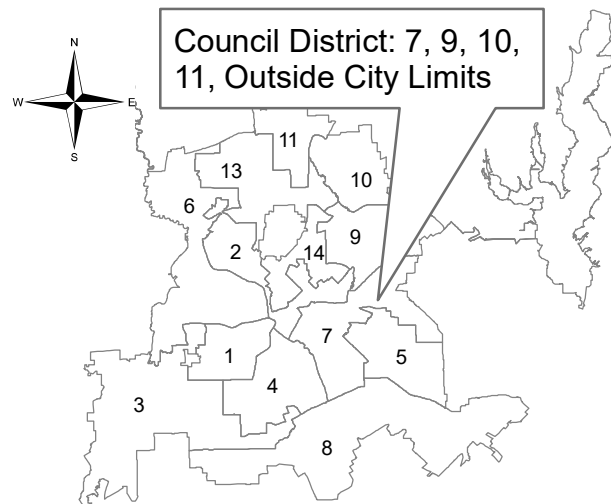 Council District: 7, 9, 10,
11, Outside City Limits
N
W
E
S
11
13
10
6
2
14
9
7
1
5
4
3
8